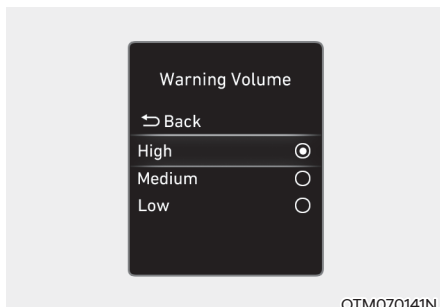 Warning Volume
Back
High
Medium
Low
OTM070141N